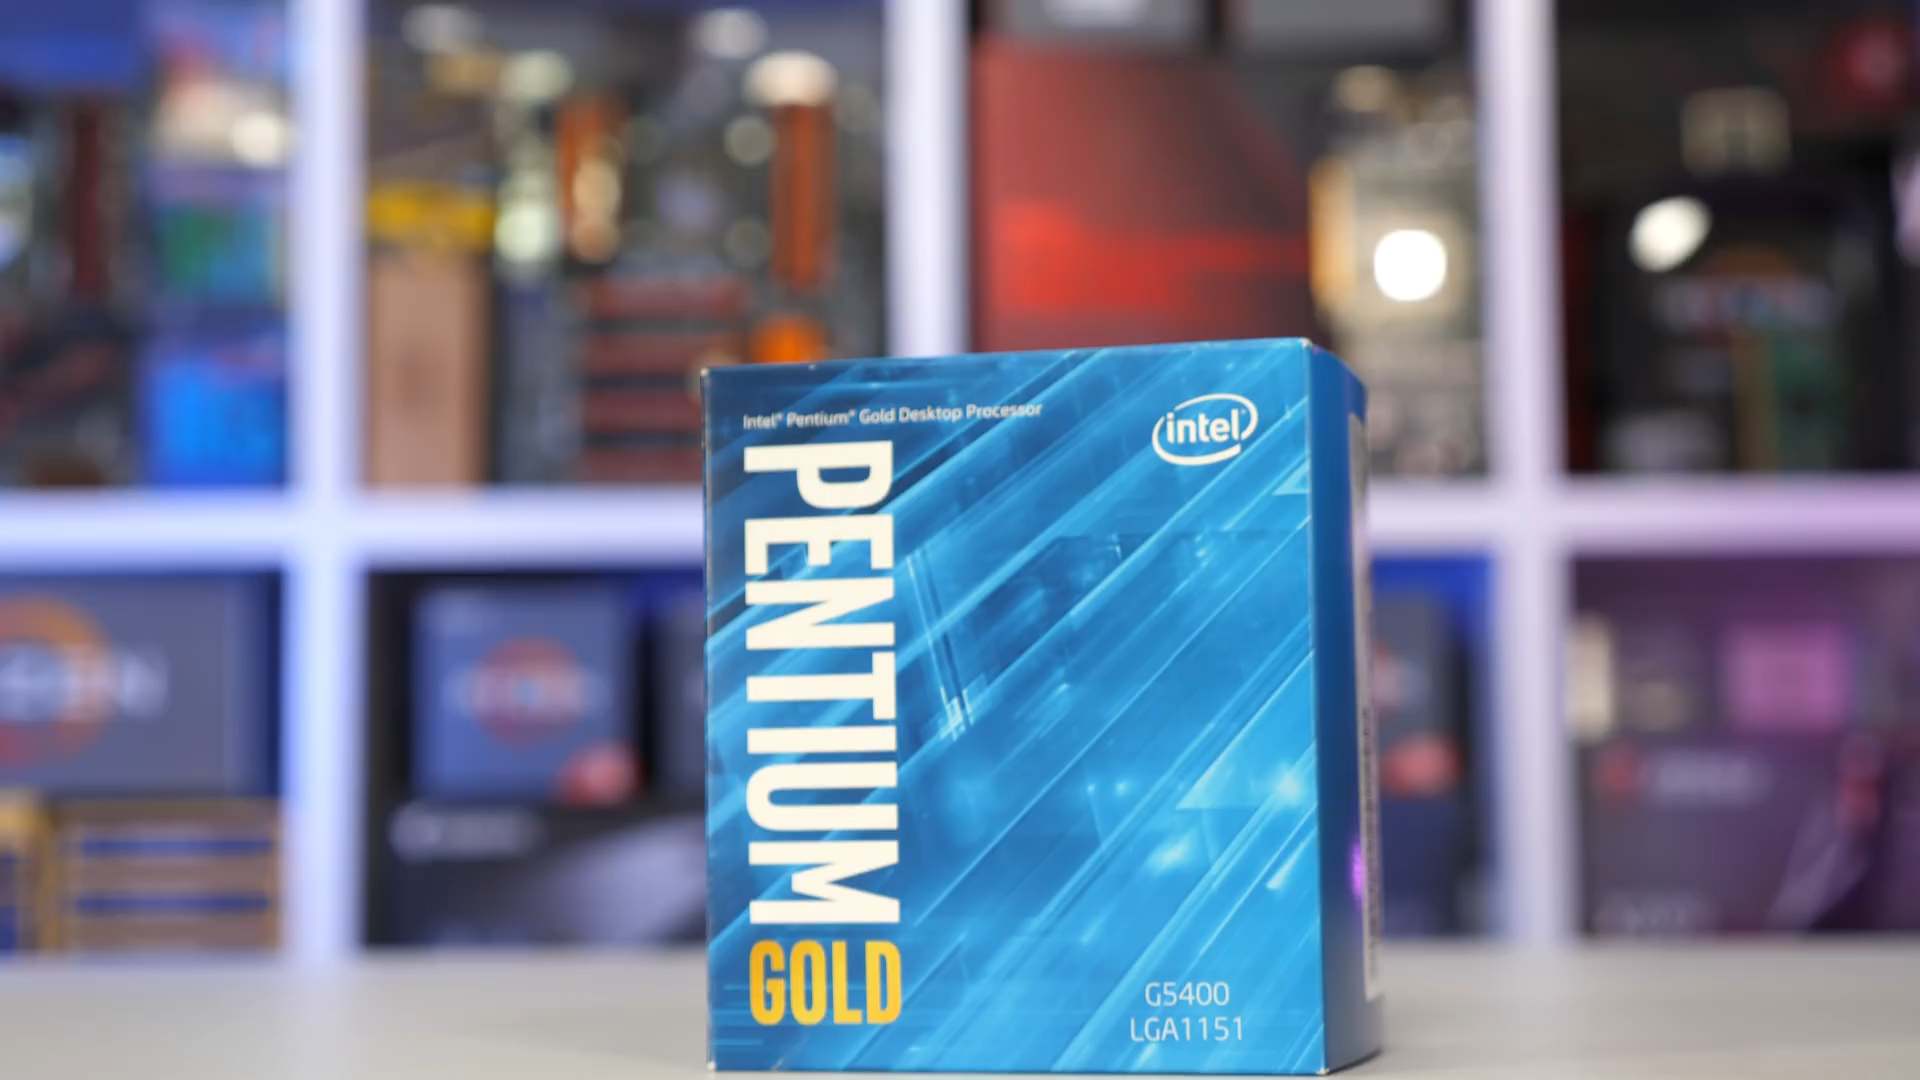 Intel® Pentium® Gold Desktop Processor
intel
PENTIUM
GOLD
G5400
LGA1151